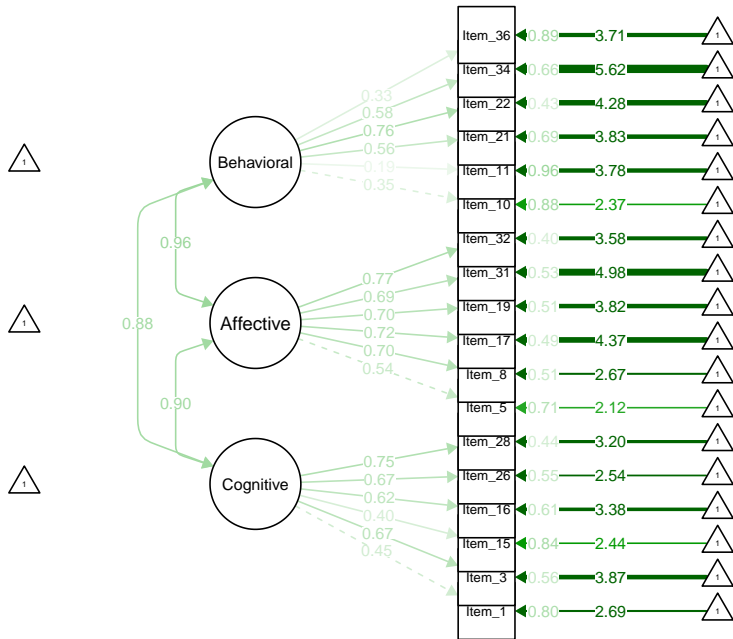 Item_36 0.89 3.71 1
0.33
Item_34 0.66 5.62 1
0.58
Item_22 0.43 4.28 1
0.76
Item_21 0.69 3.83 1
0.56
1 Behavioral
0.19
Item_11 0.96 3.78 1
0.35
Item_10 0.88 2.37 1
0.96
Item_32 0.40 3.58 1
0.77
Item_31 0.53 4.98 1
0.69
Item_19 0.51 3.82 1
0.70
1 0.88 Affective
0.72
Item_17 0.49 4.37 1
0.70
0.54
Item_8 0.51 2.67 1
0.90
Item_5 0.71 2.12 1
Item_28 0.44 3.20 1
0.75
0.67
Item_26 0.55 2.54 1
1 Cognitive
0.62
Item_16 0.61 3.38 1
0.40
0.67
Item_15 0.84 2.44 1
0.45
Item_3 0.56 3.87 1
Item_1 0.80 2.69 1